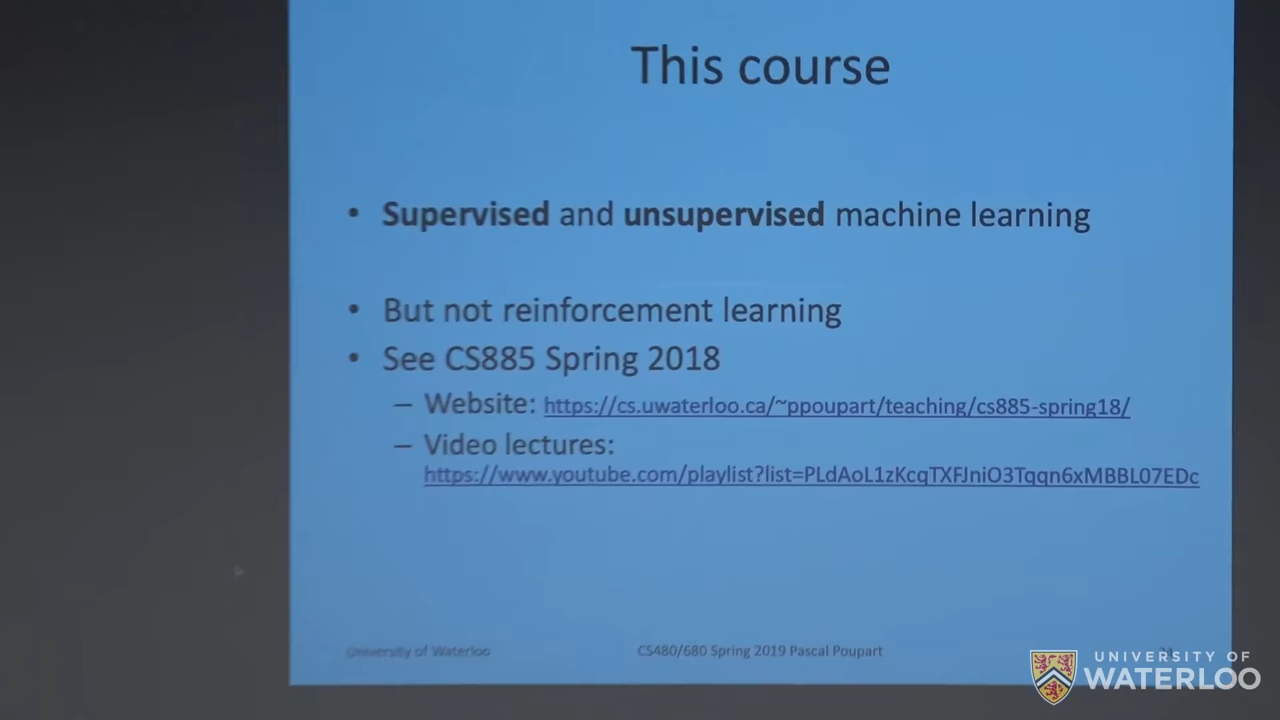 This course
• Supervised and unsupervised machine learning
• But not reinforcement learning
• See CS885 Spring 2018
– Website: https://cs.uwaterloo.ca/~ppoupart/teaching/cs885-spring18/
– Video lectures:
https://www.youtube.com/playlist?list=PLdAoL1zKcqTXFJniO3Tqqn6xMBBL07EDc
University of Waterloo
CS480/680 Spring 2019 Pascal Poupart
UNIVERSITY OF
WATERLOO